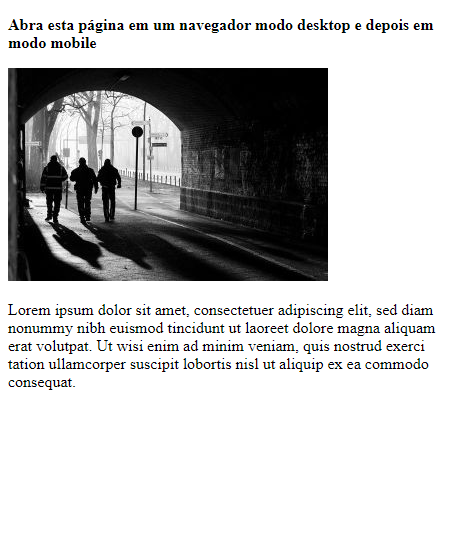 Abra esta página em um navegador modo desktop e depois em
modo mobile
Lorem ipsum dolor sit amet, consectetuer adipiscing elit, sed diam
nonummy nibh euismod tincidunt ut laoreet dolore magna aliquam
erat volutpat. Ut wisi enim ad minim veniam, quis nostrud exerci
tation ullamcorper suscipit lobortis nisl ut aliquip ex ea commodo
consequat.